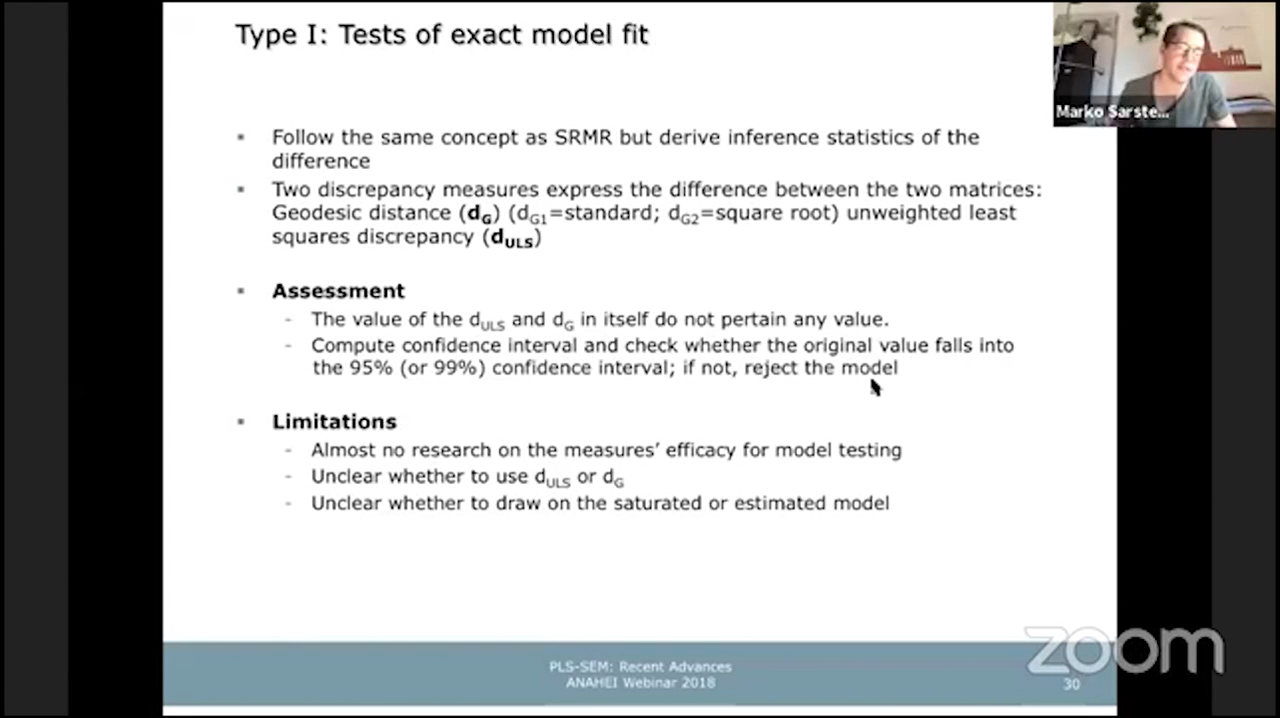 Type I: Tests of exact model fit
Marko Sarste...
▪ Follow the same concept as SRMR but derive inference statistics of the
difference
▪ Two discrepancy measures express the difference between the two matrices:
Geodesic distance (dG) (dG1=standard; dG2=square root) unweighted least
squares discrepancy (dULS)
▪ Assessment
- The value of the dULS and dG in itself do not pertain any value.
- Compute confidence interval and check whether the original value falls into
the 95% (or 99%) confidence interval; if not, reject the model
▪ Limitations
- Almost no research on the measures’ efficacy for model testing
- Unclear whether to use dULS or dG
- Unclear whether to draw on the saturated or estimated model
zoom
PLS-SEM: Recent Advances
ANAHEI Webinar 2018
30